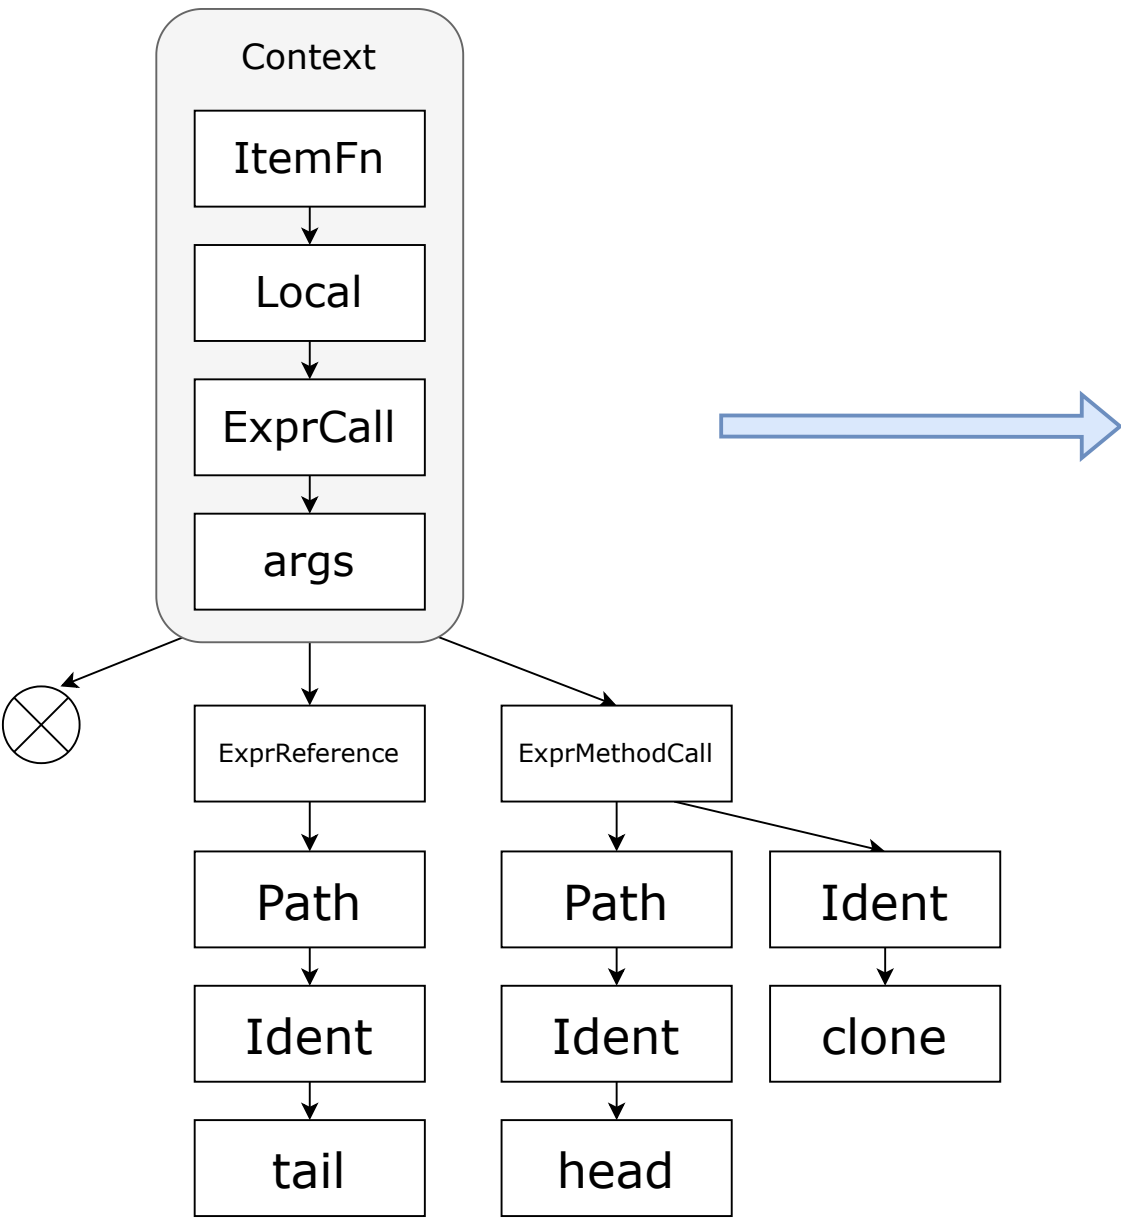 Context
ItemFn
Local
ExprCall
args
ExprReference
ExprMethodCall
Path
Path
Ident
Ident
Ident
clone
tail
head